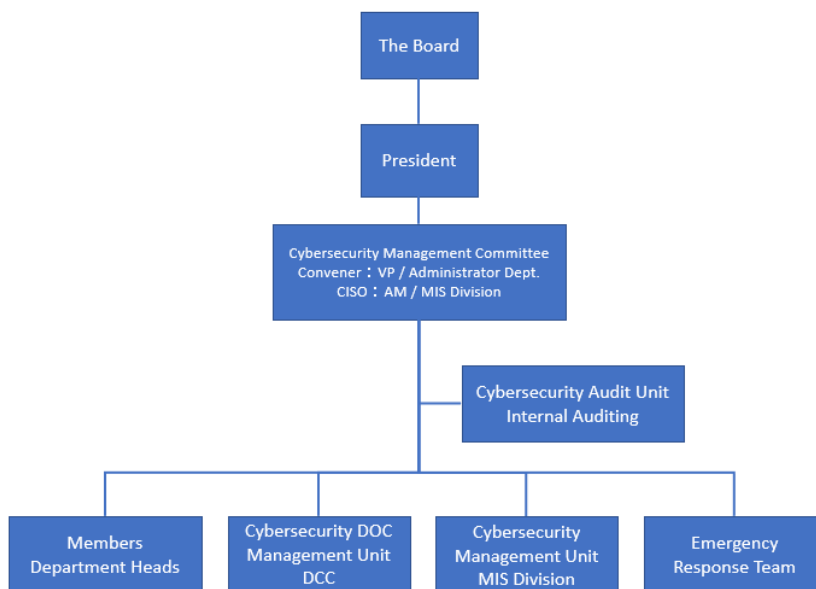 The Board
President
Cybersecurity Management Committee
Convener：VP / Administrator Dept.
CISO：AM / MIS Division
Cybersecurity Audit Unit
Internal Auditing
Members
Department Heads
Cybersecurity DOC
Management Unit
DCC
Cybersecurity
Management Unit
MIS Division
Emergency
Response Team